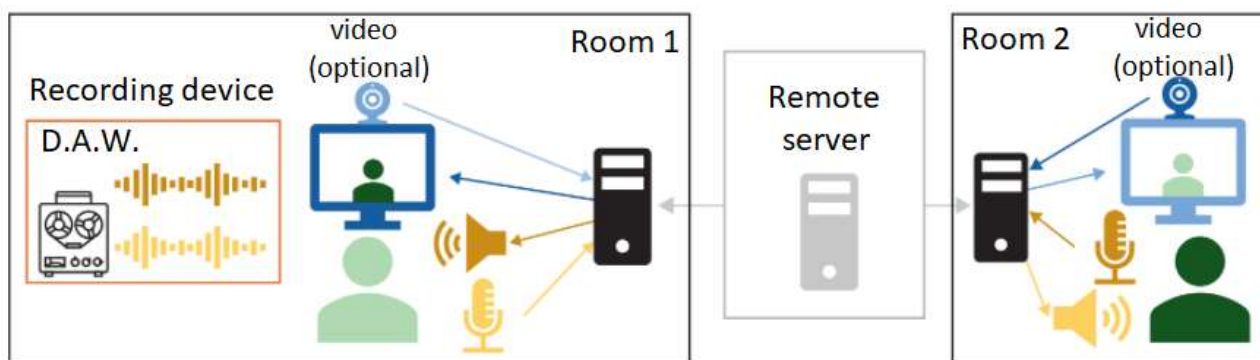 video
(optional)
Room 1
Recording device
D.A.W.
Remote
server
Room 2
video
(optional)